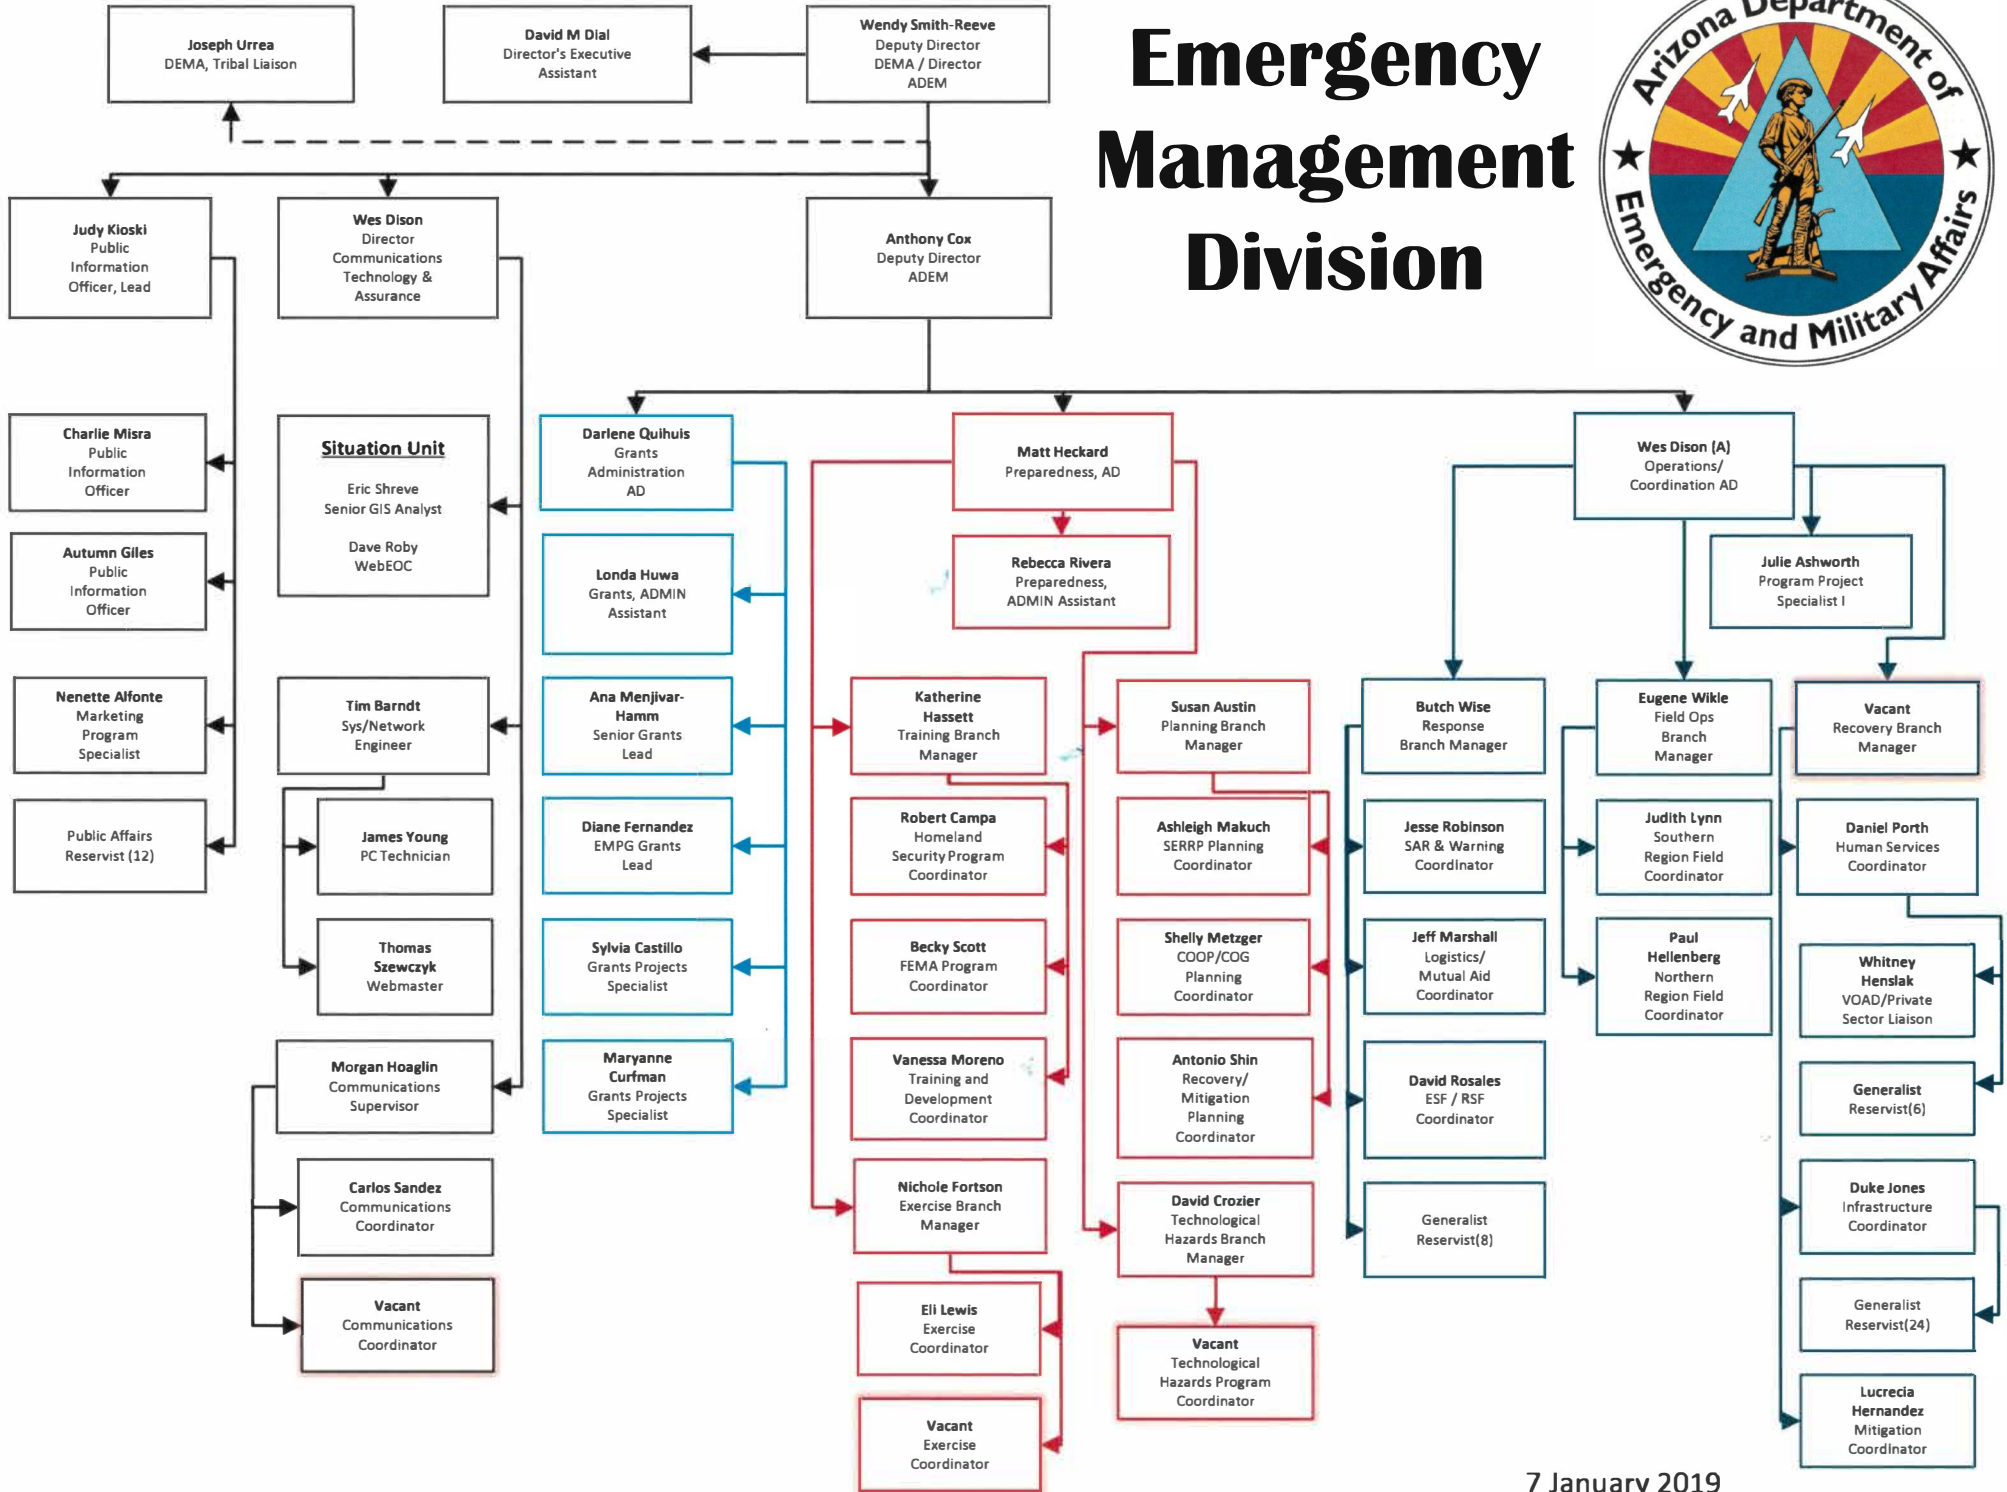 Joseph Urrea
DEMA, Tribal Liaison
David M Dial
Director's Executive
Assistant
Wendy Smith-Reeve
Deputy Director
DEMA / Director
ADEM
Emergency
Management
Division
Arizona Department of
Emergency and Military Affairs
Judy Kioski
Public
Information
Officer, Lead
Wes Dison
Director
Communications
Technology &
Assurance
Anthony Cox
Deputy Director
ADEM
Charlie Misra
Public
Information
Officer
Autumn Giles
Public
Information
Officer
Nenette Alfonte
Marketing
Program
Specialist
Public Affairs
Reservist (12)
Situation Unit
Eric Shreve
Senior GIS Analyst
Dave Roby
WebEOC
Tim Barndt
Sys/Network
Engineer
James Young
PC Technician
Thomas
Szewczyk
Webmaster
Morgan Hoaglin
Communications
Supervisor
Carlos Sandez
Communications
Coordinator
Vacant
Communications
Coordinator
Darlene Quihuis
Grants
Administration
AD
Londa Huwa
Grants, ADMIN
Assistant
Ana Menjivar-
Hamm
Senior Grants
Lead
Diane Fernandez
EMPG Grants
Lead
Sylvia Castillo
Grants Projects
Specialist
Maryanne
Curfman
Grants Projects
Specialist
Matt Heckard
Preparedness, AD
Rebecca Rivera
Preparedness,
ADMIN Assistant
Katherine
Hassett
Training Branch
Manager
Robert Campa
Homeland
Security Program
Coordinator
Becky Scott
FEMA Program
Coordinator
Vanessa Moreno
Training and
Development
Coordinator
Nichole Fortson
Exercise Branch
Manager
Eli Lewis
Exercise
Coordinator
Vacant
Exercise
Coordinator
Susan Austin
Planning Branch
Manager
Ashleigh Makuch
SERRP Planning
Coordinator
Shelly Metzger
COOP/COG
Planning
Coordinator
Antonio Shin
Recovery/
Mitigation
Planning
Coordinator
David Crozier
Technological
Hazards Branch
Manager
Vacant
Technological
Hazards Program
Coordinator
Wes Dison (A)
Operations/
Coordination AD
Julie Ashworth
Program Project
Specialist I
Butch Wise
Response
Branch Manager
Jesse Robinson
SAR & Warning
Coordinator
Jeff Marshall
Logistics/
Mutual Aid
Coordinator
David Rosales
ESF / RSF
Coordinator
Generalist
Reservist(8)
Eugene Wikle
Field Ops
Branch
Manager
Judith Lynn
Southern
Region Field
Coordinator
Paul
Hellenberg
Northern
Region Field
Coordinator
Vacant
Recovery Branch
Manager
Daniel Porth
Human Services
Coordinator
Whitney
Henslak
VOAD/Private
Sector Liaison
Generalist
Reservist(6)
Duke Jones
Infrastructure
Coordinator
Generalist
Reservist(24)
Lucrecia
Hernandez
Mitigation
Coordinator
7 January 2019